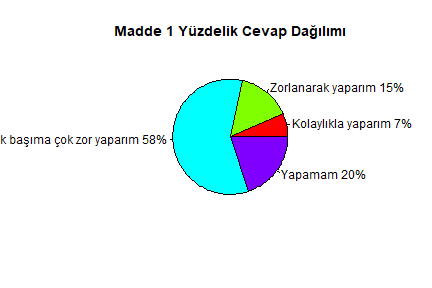 Madde 1 Yüzdelik Cevap Dağılımı
Zorlanarak yaparım 15%
Kolaylıkla yaparım 7%
k başıma çok zor yaparım 58%
Yapamam 20%